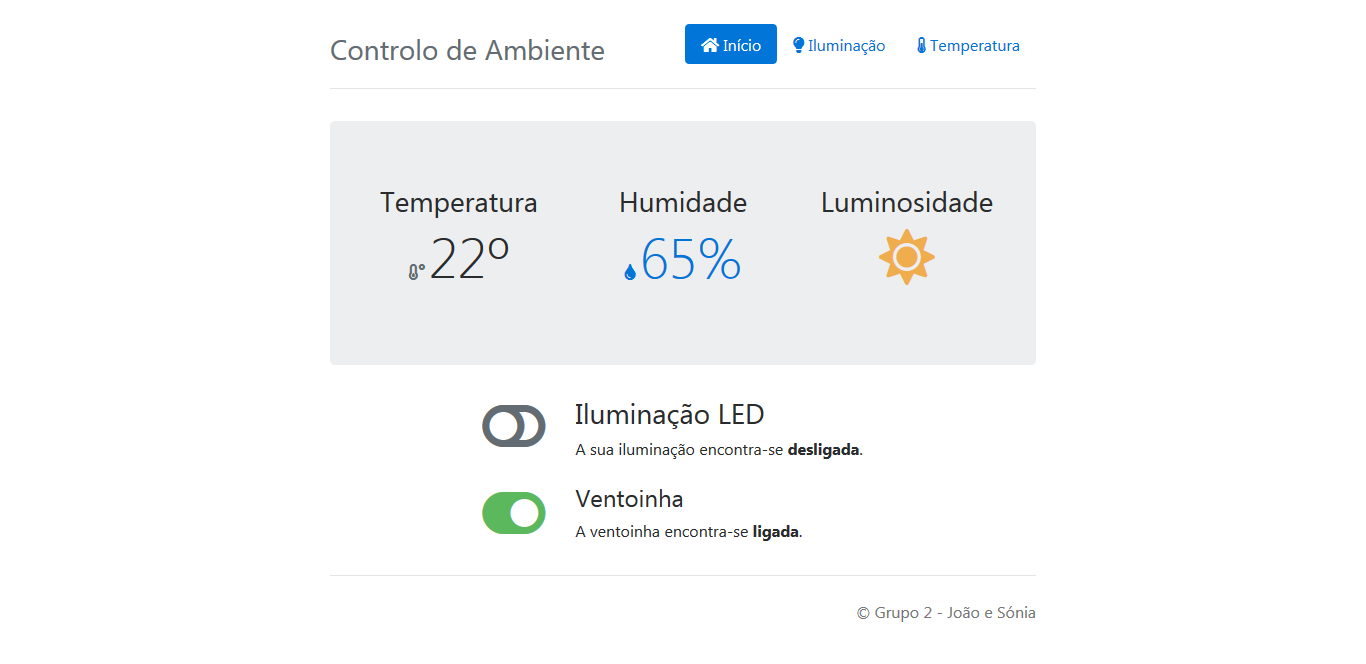 Controlo de Ambiente
Início Iluminação Temperatura
Temperatura Humidade Luminosidade
22º 65%
Iluminação LED
A sua iluminação encontra-se desligada.
Ventoinha
A ventoinha encontra-se ligada.
© Grupo 2 - João e Sónia